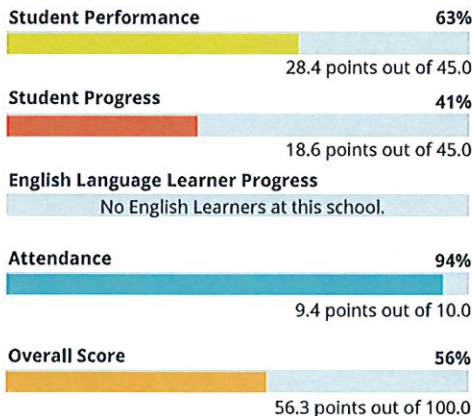 Student Performance 63%
28.4 points out of 45.0
Student Progress 41%
18.6 points out of 45.0
English Language Learner Progress
No English Learners at this school.
Attendance 94%
9.4 points out of 10.0
Overall Score 56%
56.3 points out of 100.0